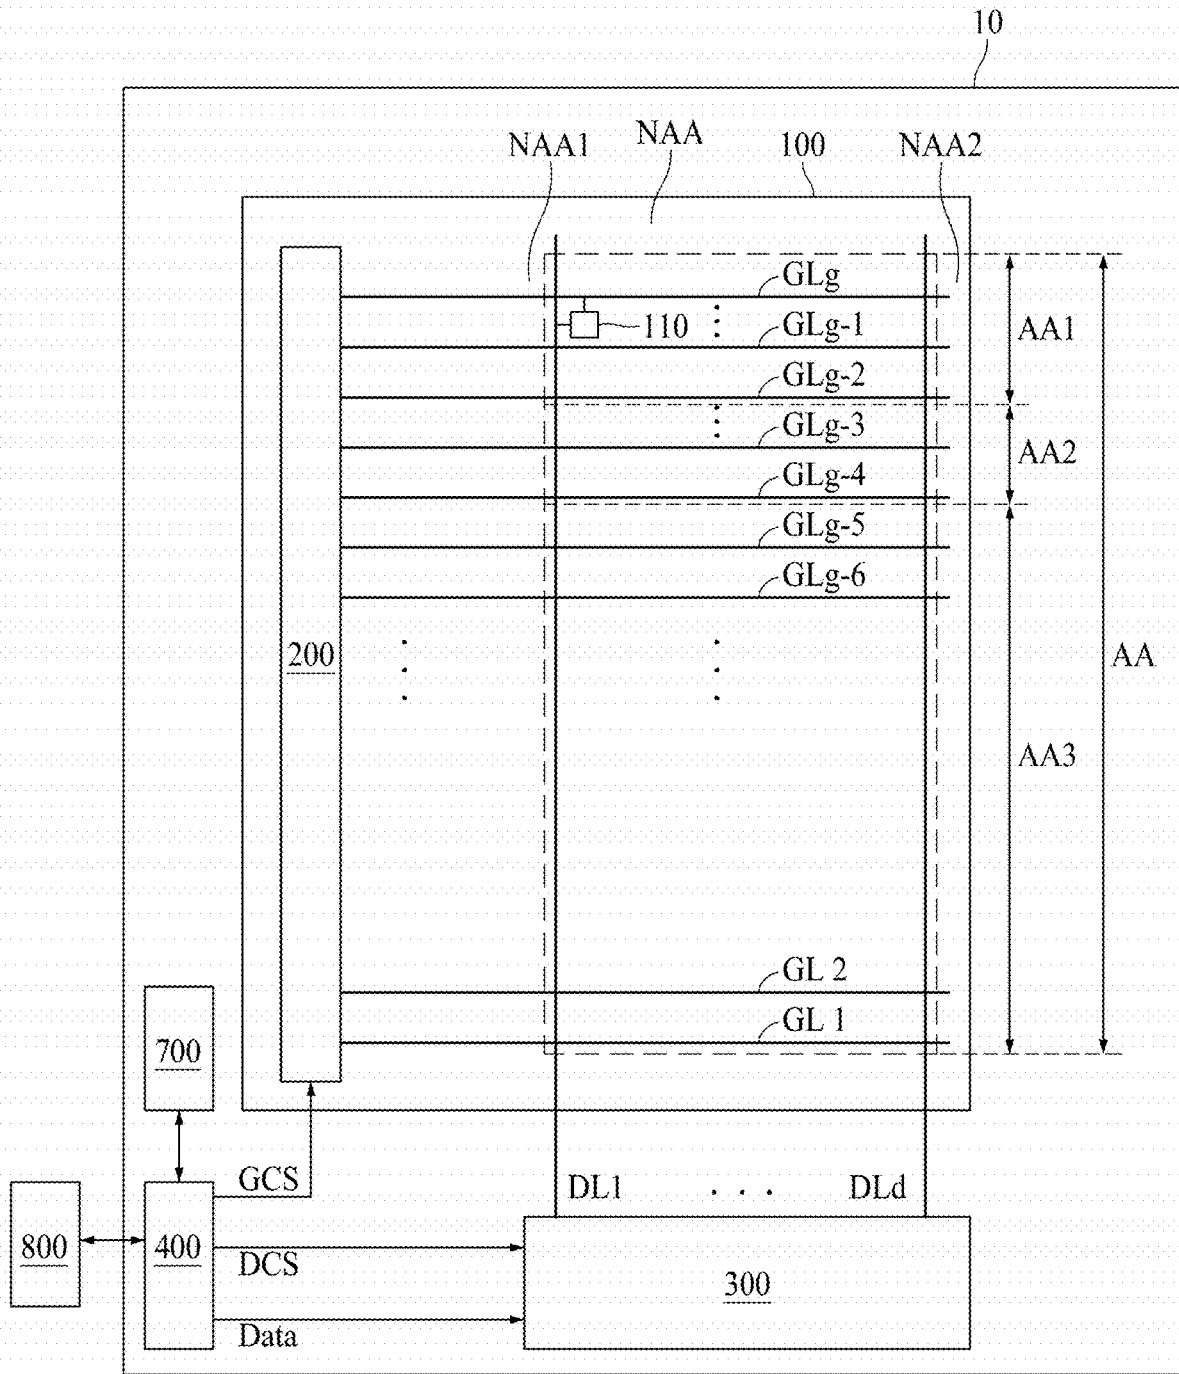 10
NAA1
NAA
100
NAA2
GLg
110
GLg-1
AA1
GLg-2
GLg-3
AA2
GLg-4
GLg-5
GLg-6
200
AA
AA3
GL 2
GL 1
700
GCS
DL1
. . .
DLd
800
400
DCS
300
Data